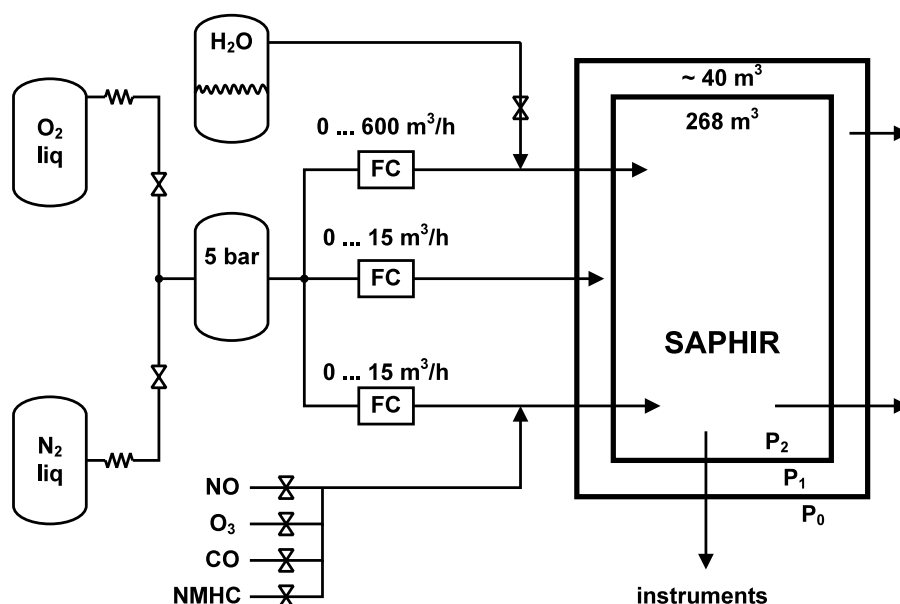 H₂O
~ 40 m³
268 m³
O₂
liq
0 ... 600 m³/h
FC
0 ... 15 m³/h
5 bar
FC
SAPHIR
0 ... 15 m³/h
FC
N₂
liq
P₂
P₁
P₀
NO
O₃
CO
NMHC
instruments